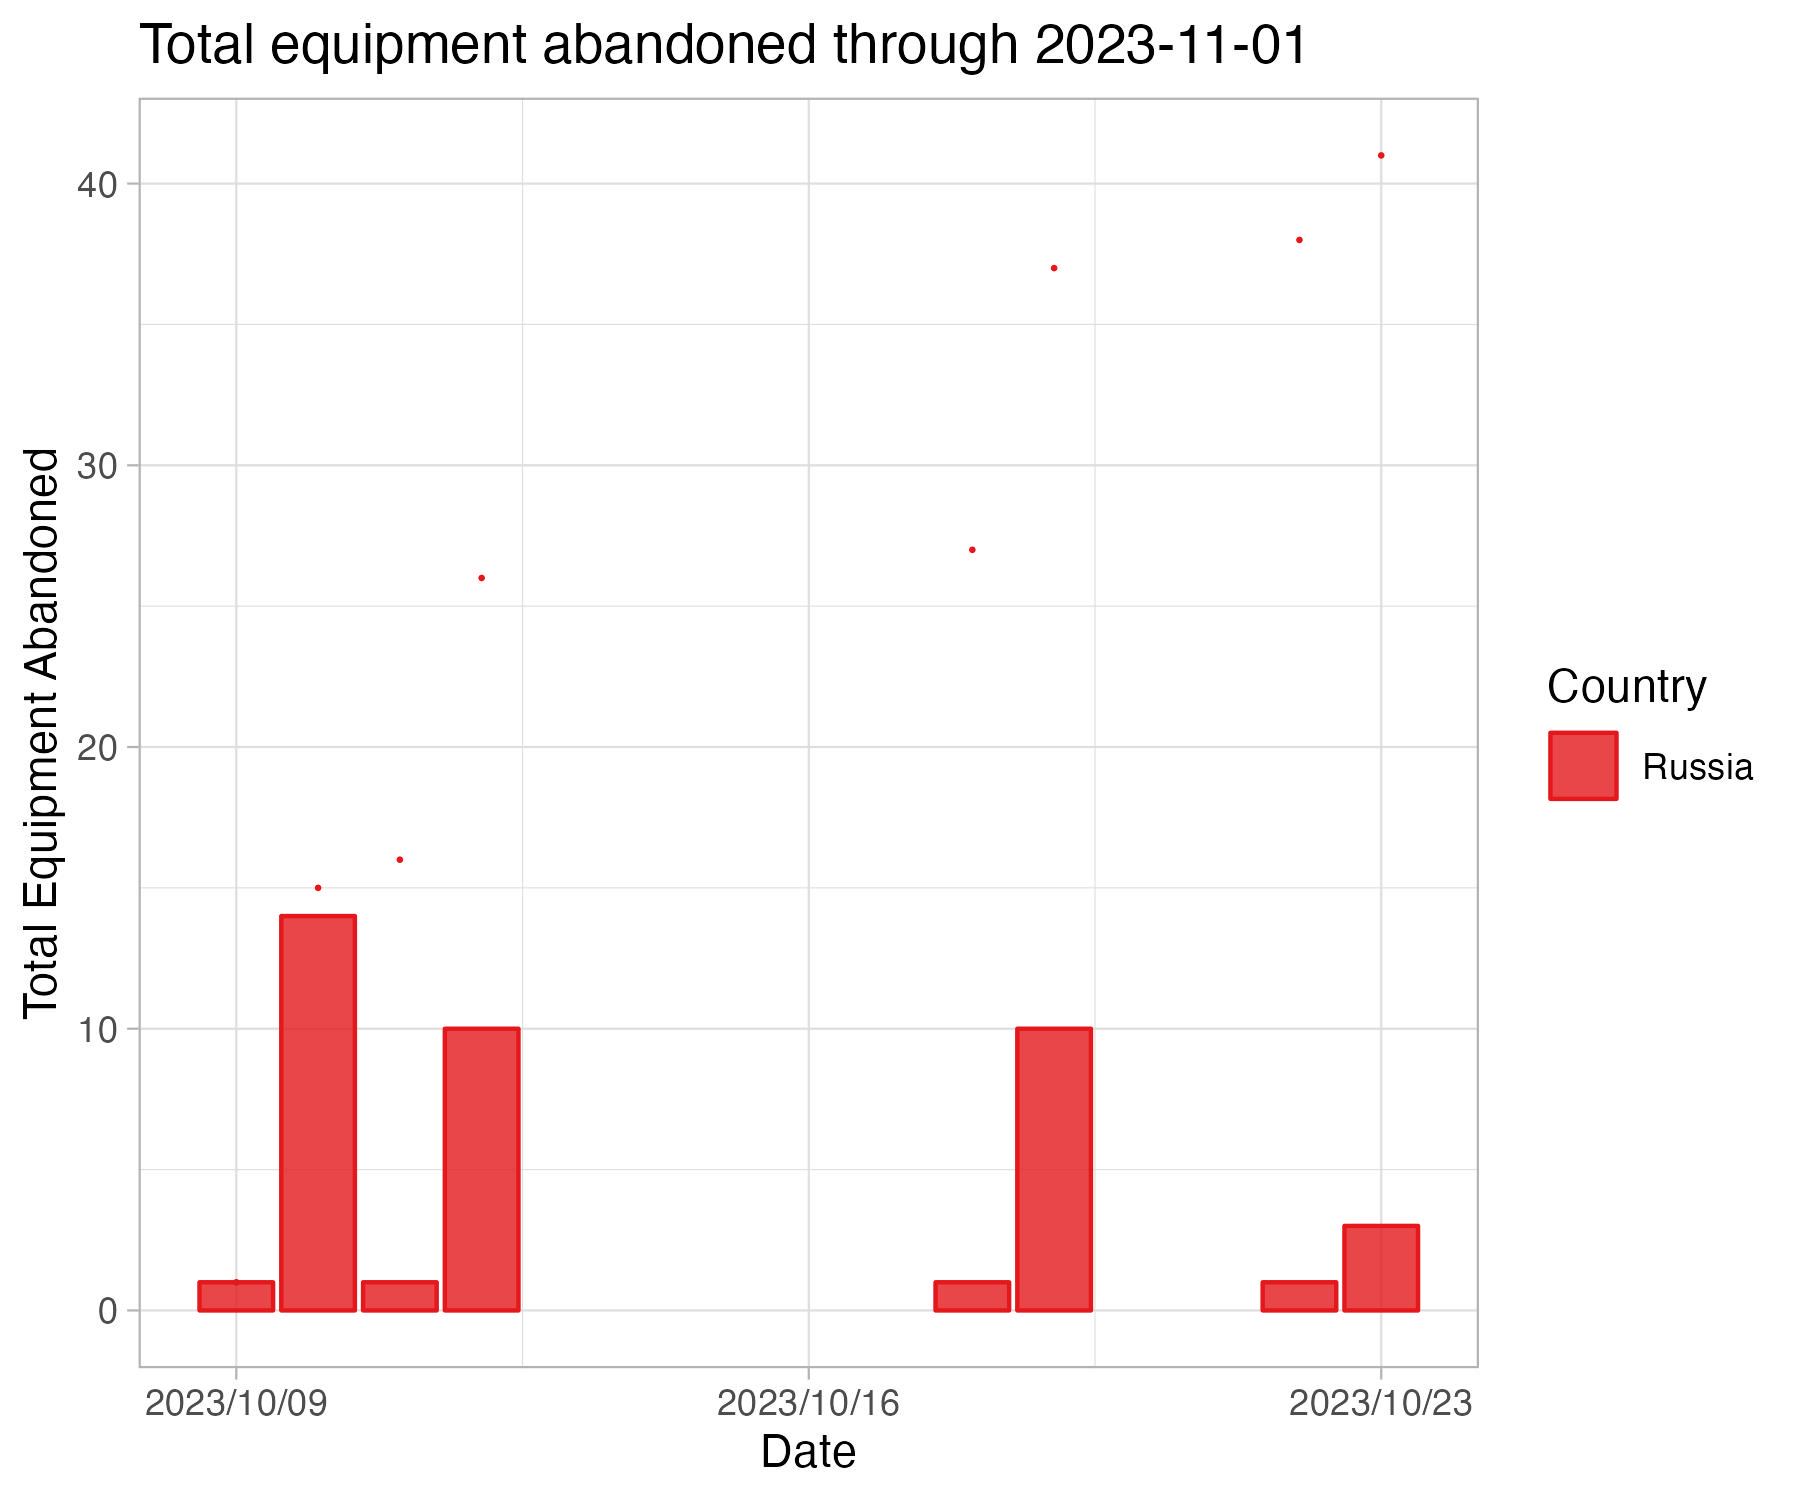 Total equipment abandoned through 2023-11-01
Total Equipment Abandoned
40
30
20
10
0
2023/10/09
2023/10/16
2023/10/23
Date
Country
Russia